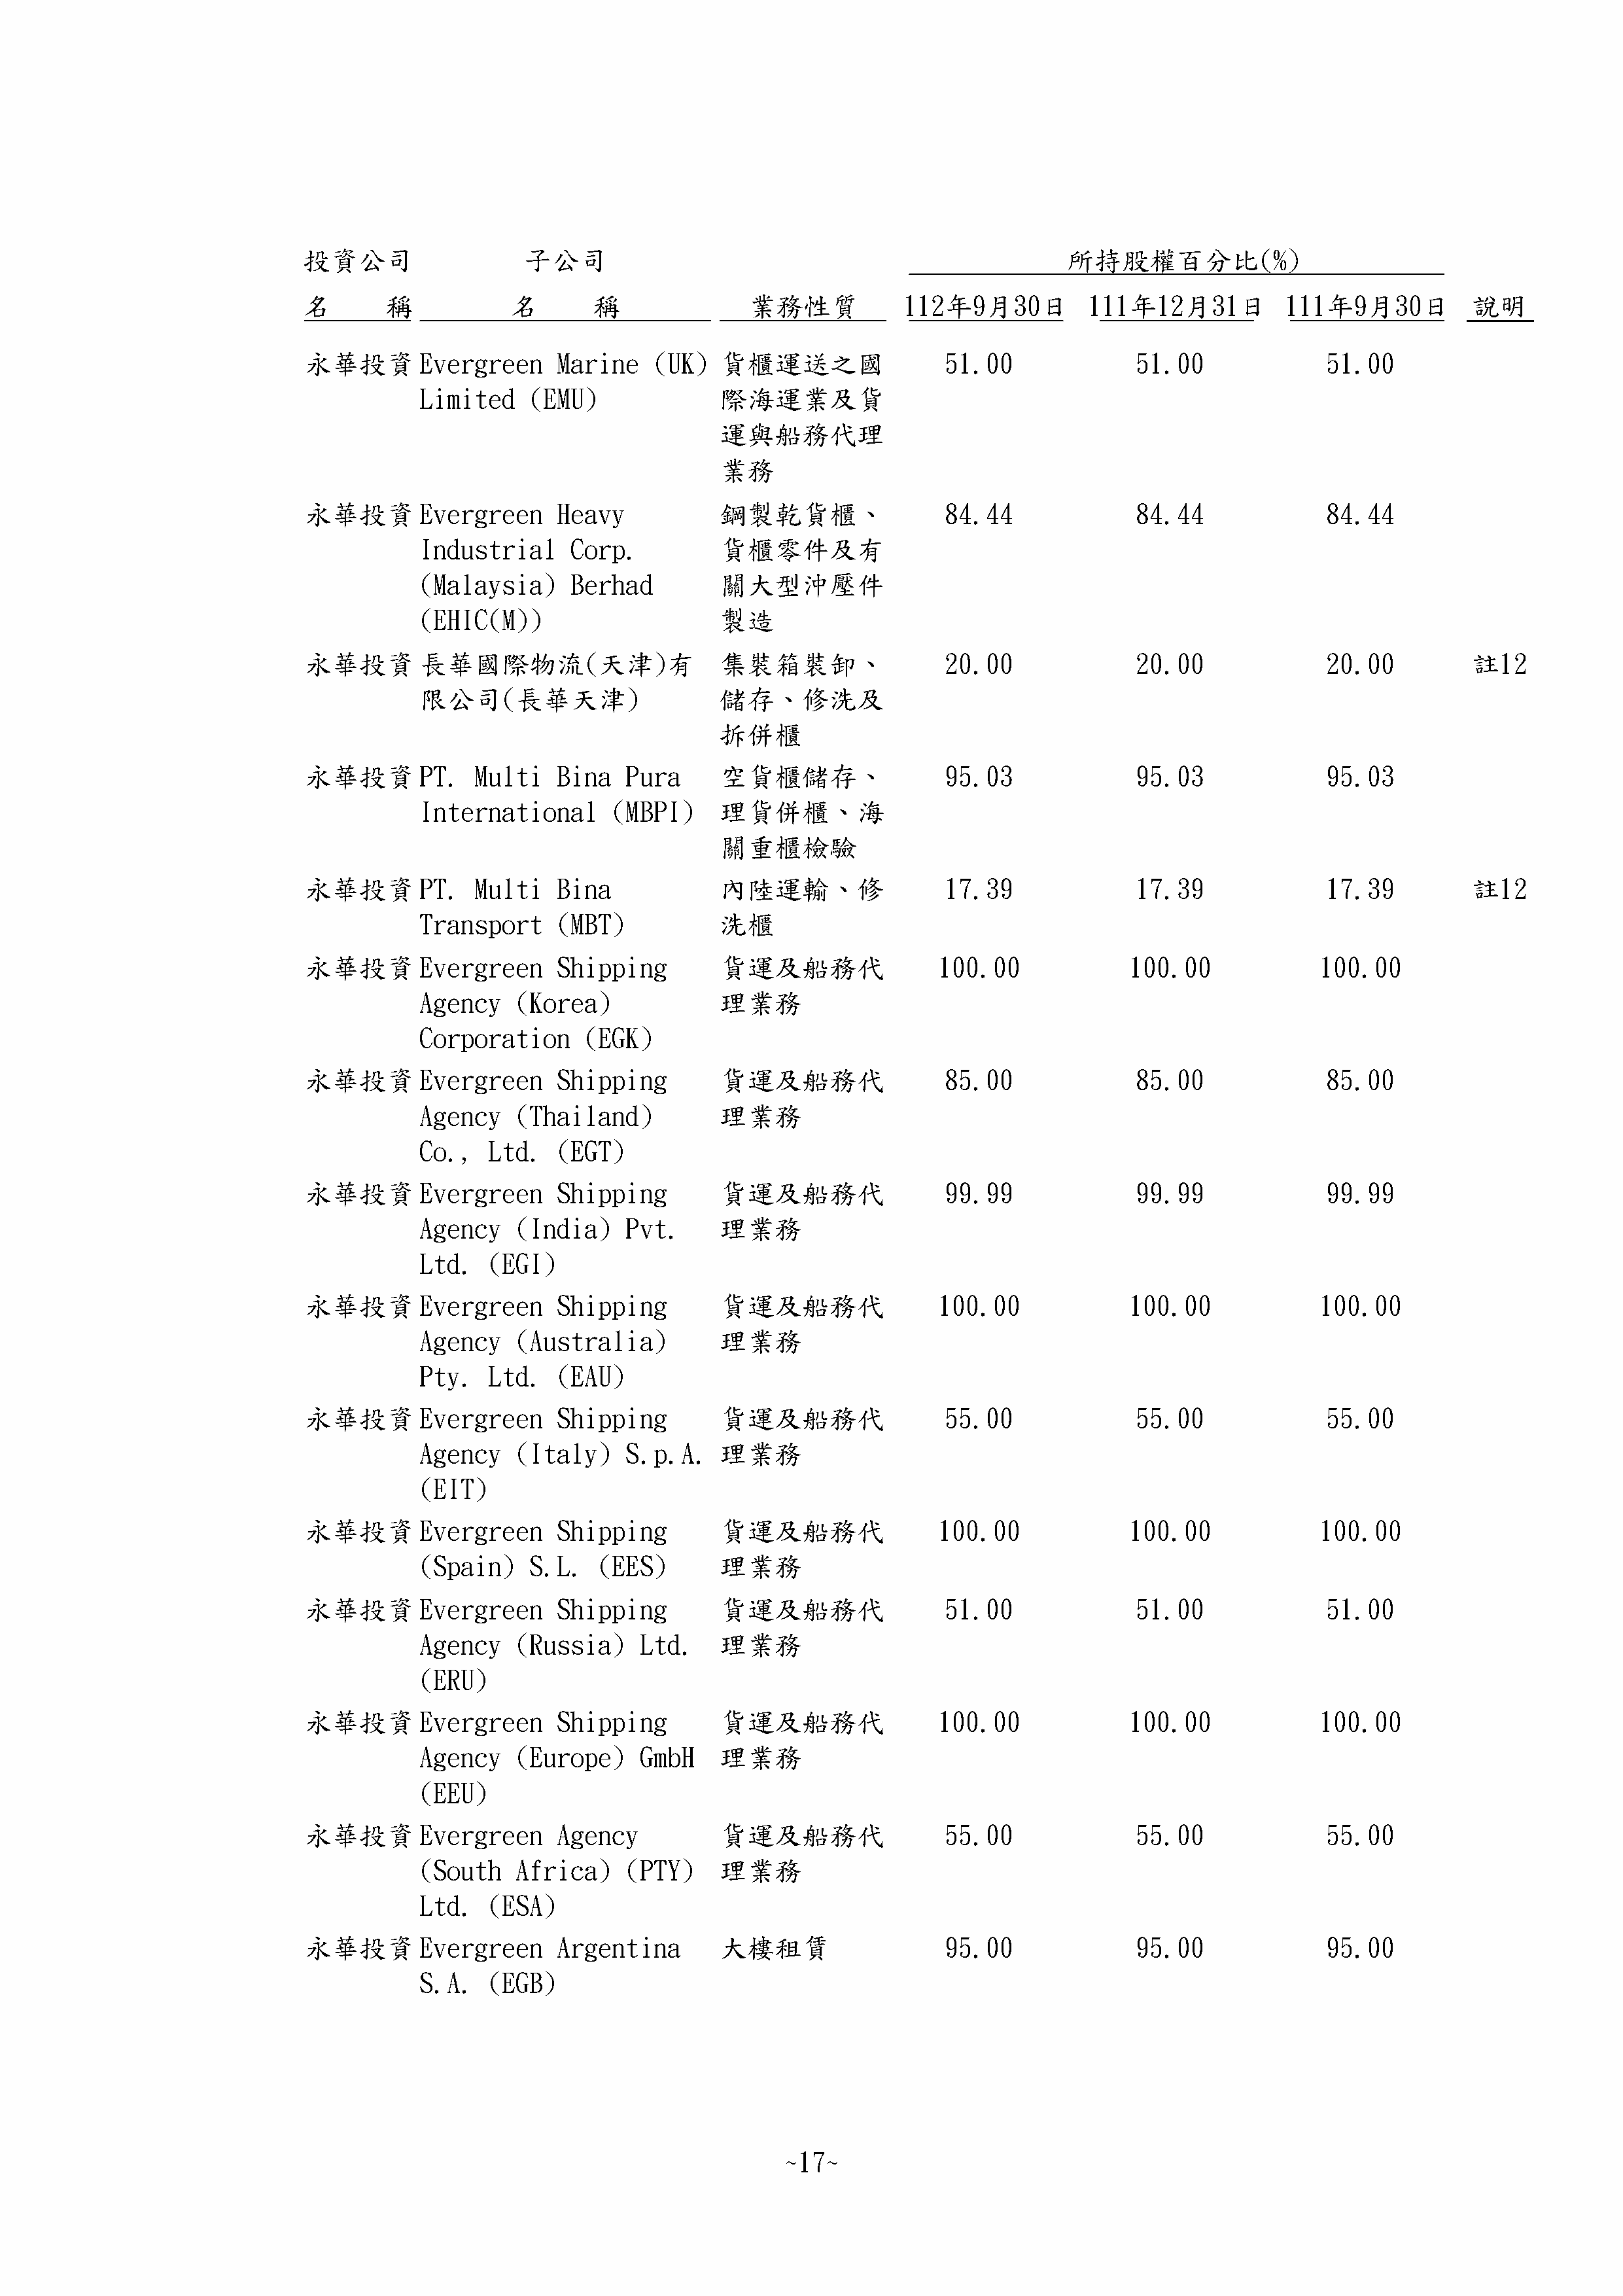 投資公司 子公司 所持股權百分比(%)
名 稱 名 稱 業務性質 112年9月30日 111年12月31日 111年9月30日 說明
永華投資 Evergreen Marine (UK) 貨櫃運送之國 51.00 51.00 51.00
Limited (EMU) 際海運業及貨
運與船務代理
業務
永華投資 Evergreen Heavy 鋼製乾貨櫃、 84.44 84.44 84.44
Industrial Corp. 貨櫃零件及有
(Malaysia) Berhad 關大型沖壓件
(EHIC(M)) 製造
永華投資 長華國際物流(天津)有 集裝箱裝卸、 20.00 20.00 20.00 註12
限公司(長華天津) 儲存、修洗及
拆併櫃
永華投資 PT. Multi Bina Pura 空貨櫃儲存、 95.03 95.03 95.03
International (MBPI) 理貨併櫃、海
關重櫃檢驗
永華投資 PT. Multi Bina 內陸運輸、修 17.39 17.39 17.39 註12
Transport (MBT) 洗櫃
永華投資 Evergreen Shipping 貨運及船務代 100.00 100.00 100.00
Agency (Korea) 理業務
Corporation (EGK)
永華投資 Evergreen Shipping 貨運及船務代 85.00 85.00 85.00
Agency (Thailand) 理業務
Co., Ltd. (EGT)
永華投資 Evergreen Shipping 貨運及船務代 99.99 99.99 99.99
Agency (India) Pvt. 理業務
Ltd. (EGI)
永華投資 Evergreen Shipping 貨運及船務代 100.00 100.00 100.00
Agency (Australia) 理業務
Pty. Ltd. (EAU)
永華投資 Evergreen Shipping 貨運及船務代 55.00 55.00 55.00
Agency (Italy) S.p.A. 理業務
(EIT)
永華投資 Evergreen Shipping 貨運及船務代 100.00 100.00 100.00
(Spain) S.L. (EES) 理業務
永華投資 Evergreen Shipping 貨運及船務代 51.00 51.00 51.00
Agency (Russia) Ltd. 理業務
(ERU)
永華投資 Evergreen Shipping 貨運及船務代 100.00 100.00 100.00
Agency (Europe) GmbH 理業務
(EEU)
永華投資 Evergreen Agency 貨運及船務代 55.00 55.00 55.00
(South Africa) (PTY) 理業務
Ltd. (ESA)
永華投資 Evergreen Argentina 大樓租賃 95.00 95.00 95.00
S.A. (EGB)
~17~